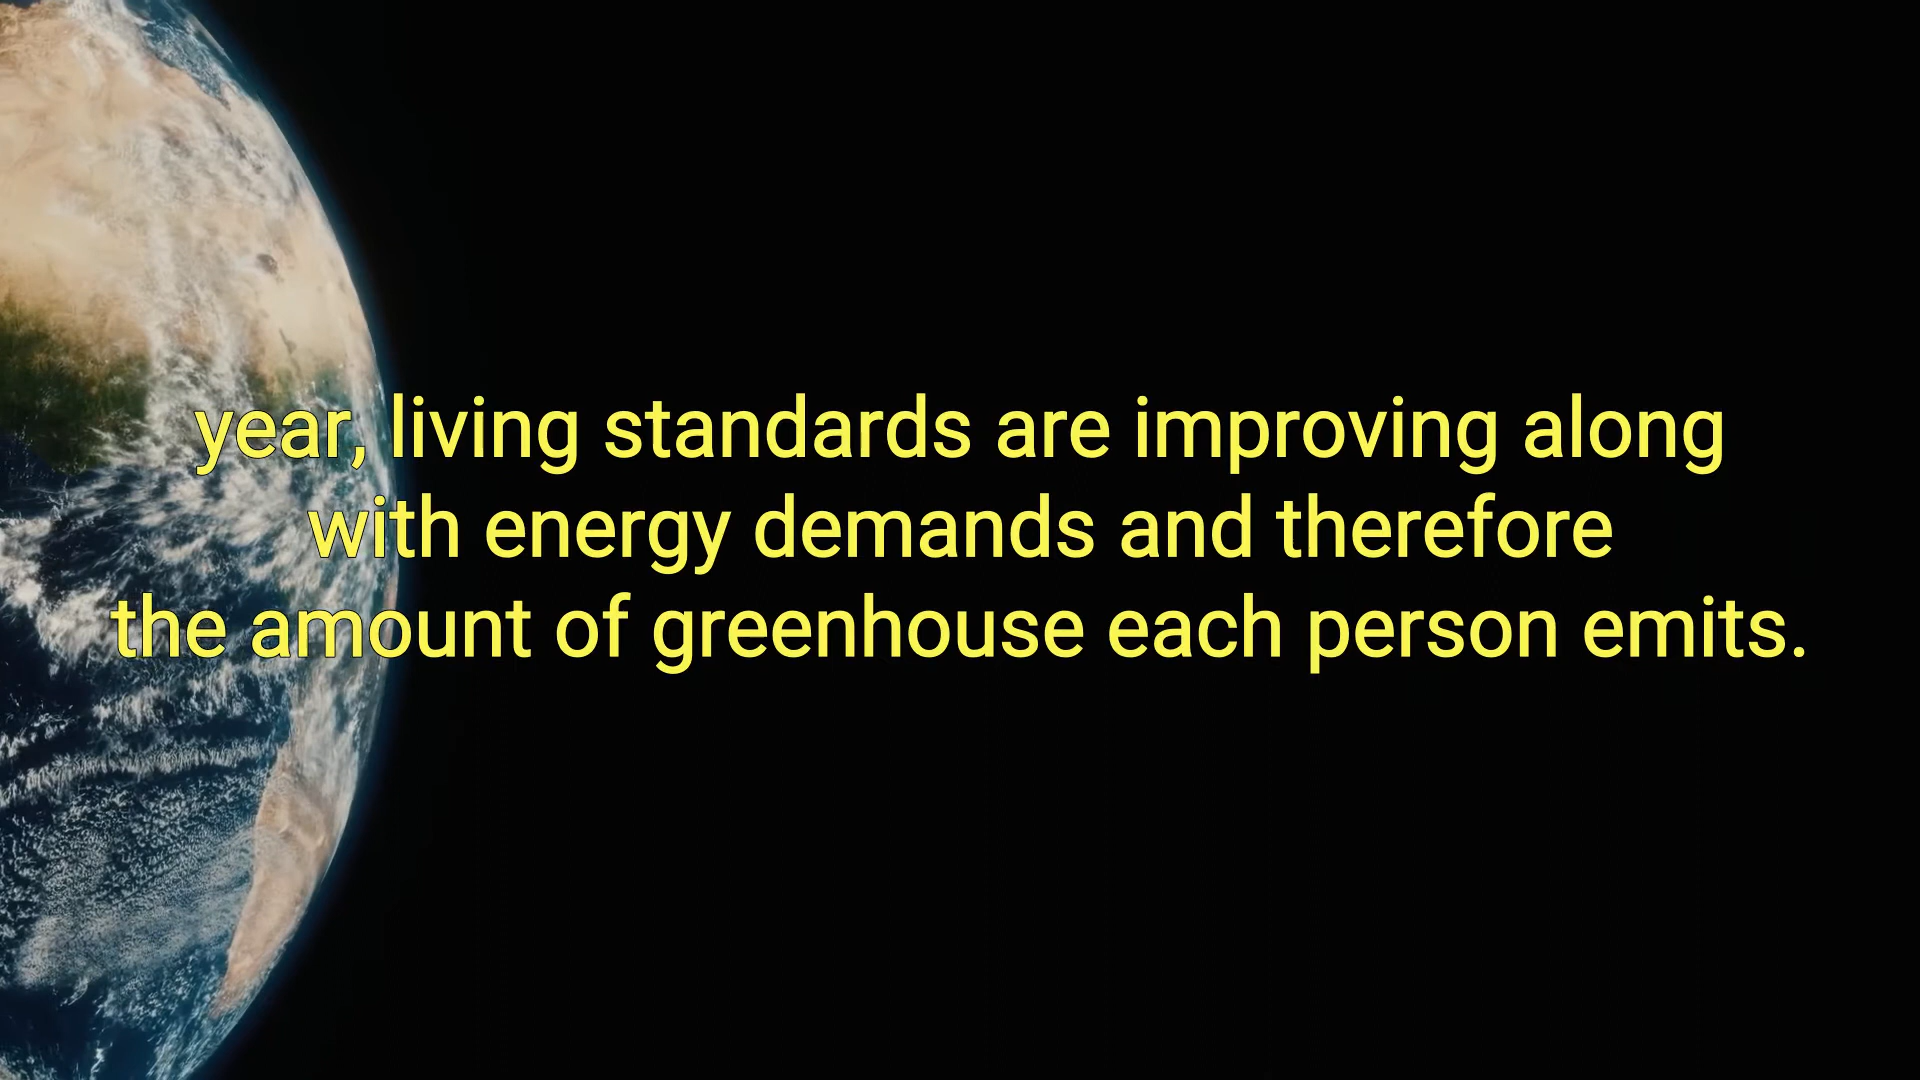 year, living standards are improving along
with energy demands and therefore
the amount of greenhouse each person emits.